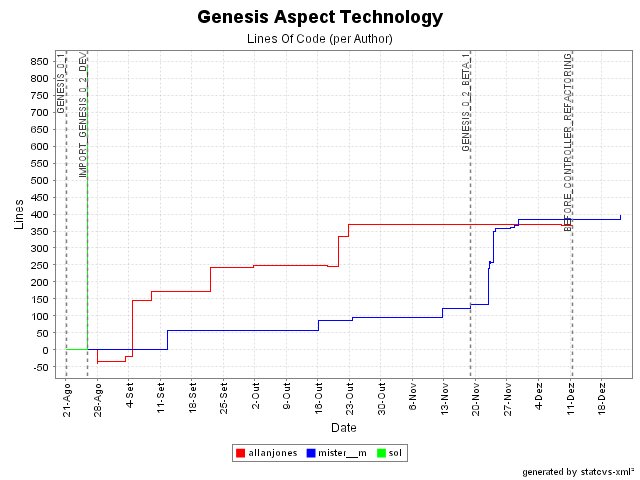 Genesis Aspect Technology
Lines Of Code (per Author)
Lines
850
800
750
700
650
600
550
500
450
400
350
300
250
200
150
100
50
0
-50
GENESIS_0_1
IMPORT_GENESIS_0_2_DEV
GENESIS_0_2_BETA_1
BEFORE_CONTROLLER_REFACTORING
21-Ago
28-Ago
4-Set
11-Set
18-Set
25-Set
2-Out
9-Out
16-Out
23-Out
30-Out
6-Nov
13-Nov
20-Nov
27-Nov
4-Dez
11-Dez
18-Dez
Date
allanjones mister__m sol
generated by statcvs-xml²